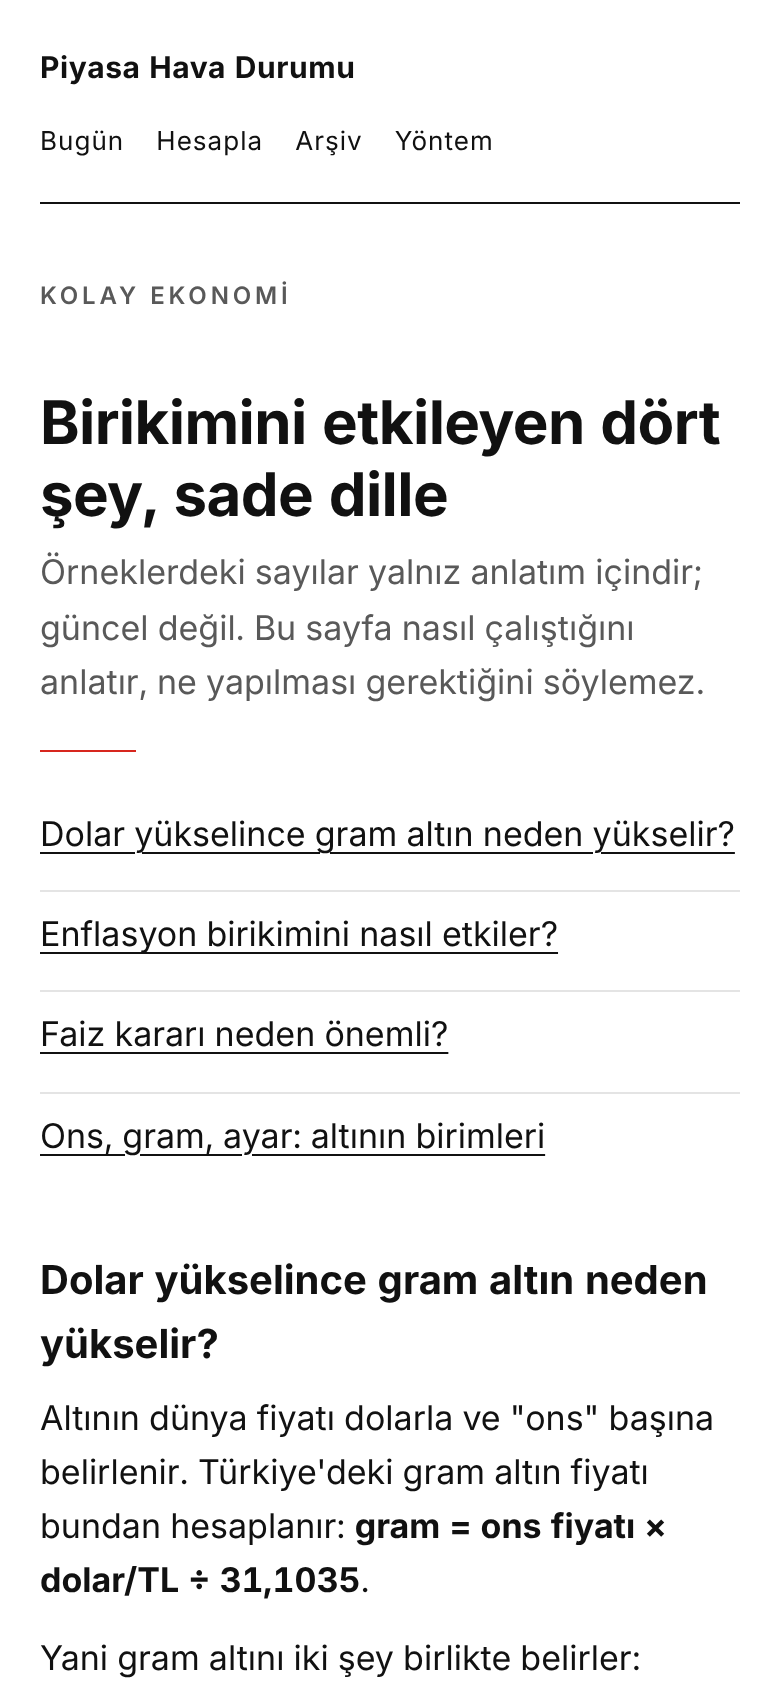 Piyasa Hava Durumu
Bugün Hesapla Arşiv Yöntem
KOLAY EKONOMİ
Birikimini etkileyen dört
şey, sade dille
Örneklerdeki sayılar yalnız anlatım içindir;
güncel değil. Bu sayfa nasıl çalıştığını
anlatır, ne yapılması gerektiğini söylemez.
Dolar yükselince gram altın neden yükselir?
Enflasyon birikimini nasıl etkiler?
Faiz kararı neden önemli?
Ons, gram, ayar: altının birimleri
Dolar yükselince gram altın neden
yükselir?
Altının dünya fiyatı dolarla ve "ons" başına
belirlenir. Türkiye'deki gram altın fiyatı
bundan hesaplanır: gram = ons fiyatı ×
dolar/TL ÷ 31,1035.
Yani gram altını iki şey birlikte belirler: